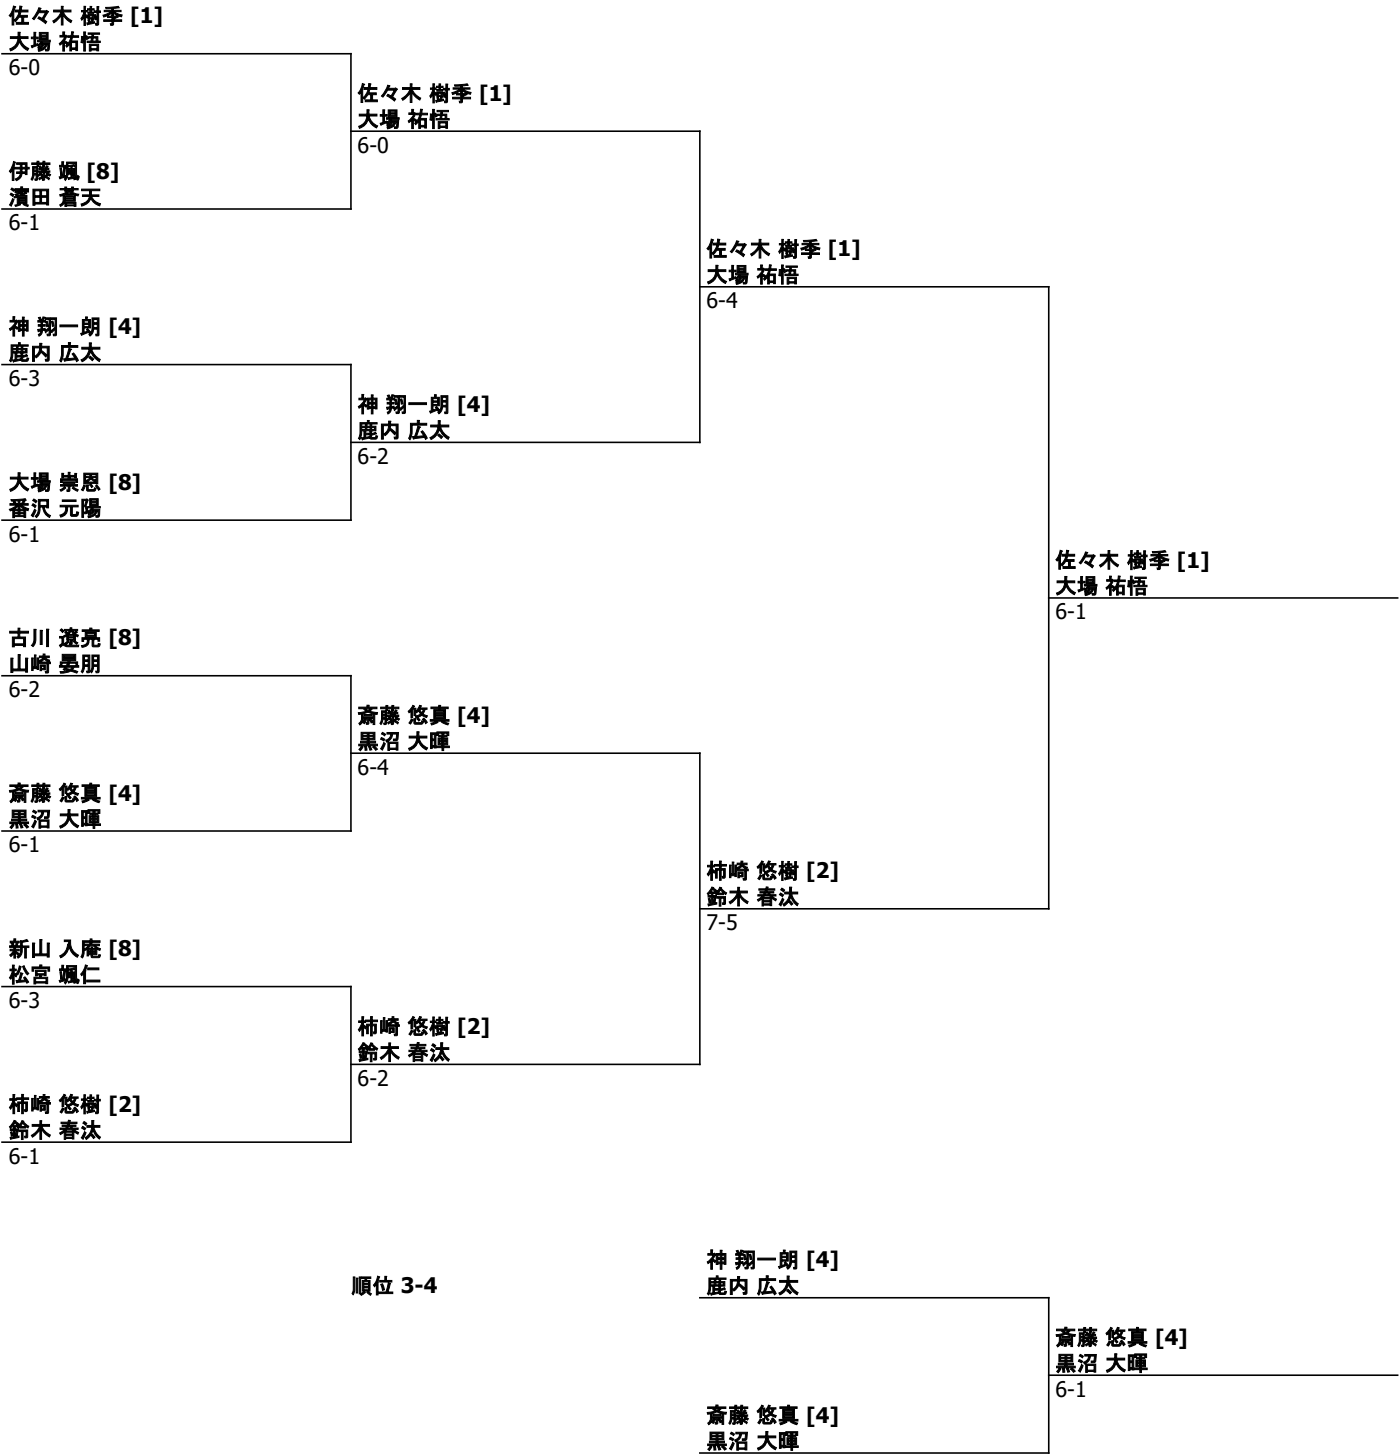 佐々木 樹季 [1]
大場 祐悟
6-0
佐々木 樹季 [1]
大場 祐悟
6-0
伊藤 颯 [8]
濱田 蒼天
6-1
佐々木 樹季 [1]
大場 祐悟
6-4
神 翔一朗 [4]
鹿内 広太
6-3
神 翔一朗 [4]
鹿内 広太
6-2
大場 崇恩 [8]
番沢 元陽
6-1
佐々木 樹季 [1]
大場 祐悟
6-1
古川 遼亮 [8]
山崎 晏朋
6-2
斎藤 悠真 [4]
黒沼 大暉
6-4
斎藤 悠真 [4]
黒沼 大暉
6-1
柿崎 悠樹 [2]
鈴木 春汰
7-5
新山 入庵 [8]
松宮 颯仁
6-3
柿崎 悠樹 [2]
鈴木 春汰
6-2
柿崎 悠樹 [2]
鈴木 春汰
6-1
神 翔一朗 [4]
鹿内 広太
順位 3-4
斎藤 悠真 [4]
黒沼 大暉
6-1
斎藤 悠真 [4]
黒沼 大暉